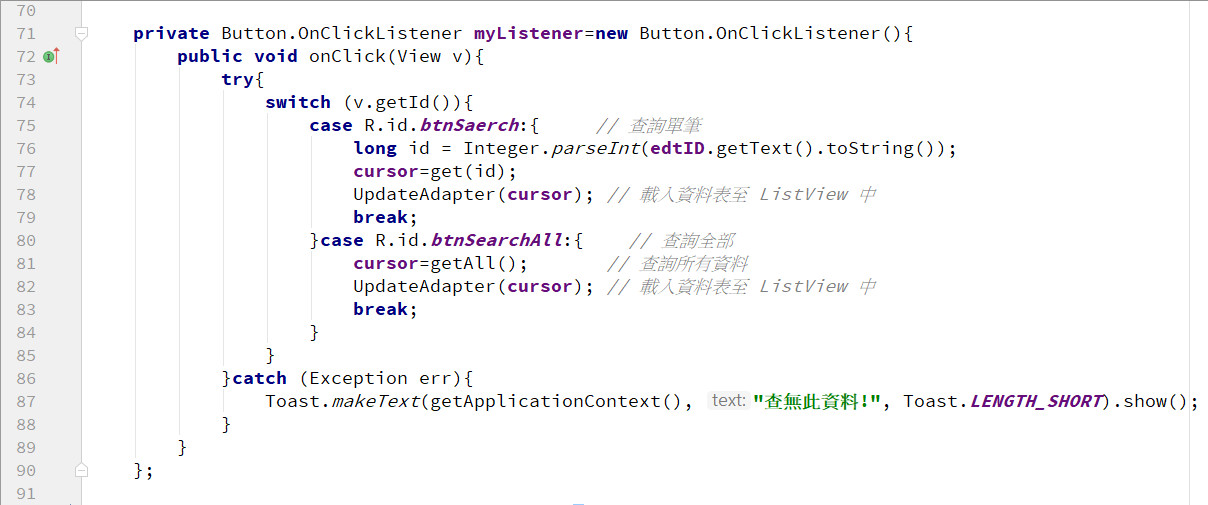 70
71 private Button.OnClickListener myListener=new Button.OnClickListener(){
72 public void onClick(View v){
73 try{
74 switch (v.getId()){
75 case R.id.btnSaerch:{ // 查詢單筆
76 long id = Integer.parseInt(edtID.getText().toString());
77 cursor=get(id);
78 UpdateAdapter(cursor); // 載入資料表至 ListView 中
79 break;
80 }case R.id.btnSearchAll:{ // 查詢全部
81 cursor=getAll(); // 查詢所有資料
82 UpdateAdapter(cursor); // 載入資料表至 ListView 中
83 break;
84 }
85 }
86 }catch (Exception err){
87 Toast.makeText(getApplicationContext(), text: "查無此資料!", Toast.LENGTH_SHORT).show();
88 }
89 }
90 };
91